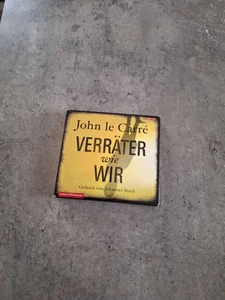 John le Carré
VERRÄTER
wie
WIR
Gelesen von Johannes Steck